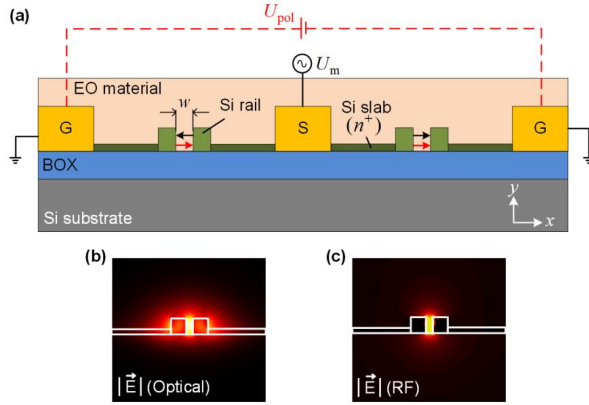 (a)
U_pol
U_m
EO material
w
Si rail
Si slab
(n⁺)
G
S
G
BOX
Si substrate
y
x
(b)
(c)
|E⃗| (Optical)
|E⃗| (RF)